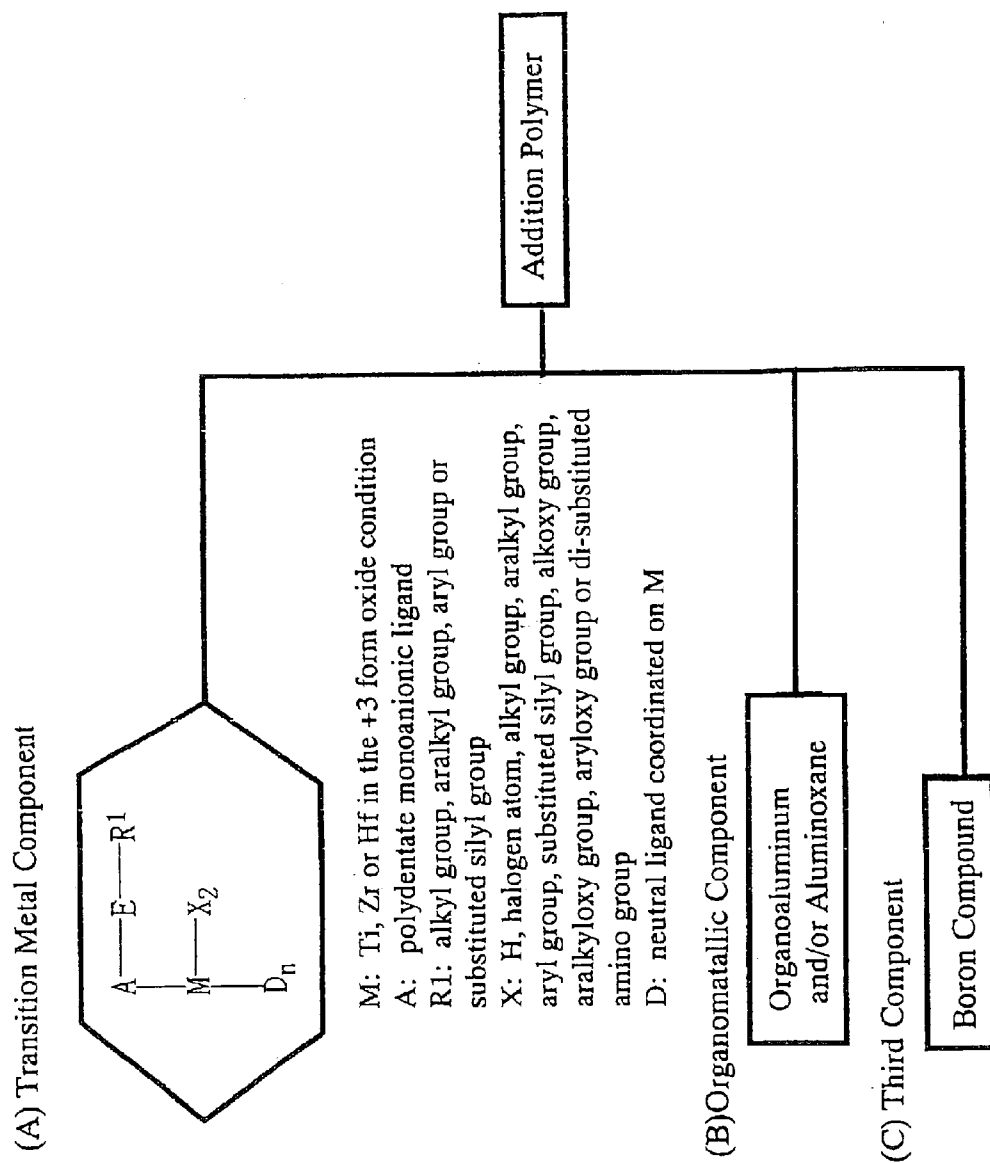 (A) Transition Metal Component
A—E—R1
M—X2
Dn
M: Ti, Zr or Hf in the +3 form oxide condition
A: polydentate monoanionic ligand
R1: alkyl group, aralkyl group, aryl group or
substituted silyl group
X: H, halogen atom, alkyl group, aralkyl group,
aryl group, substituted silyl group, alkoxy group,
aralkyloxy group, aryloxy group or di-substituted
amino group
D: neutral ligand coordinated on M
(B)Organomatallic Component
Organoaluminum
and/or Aluminoxane
(C) Third Component
Boron Compound
Addition Polymer